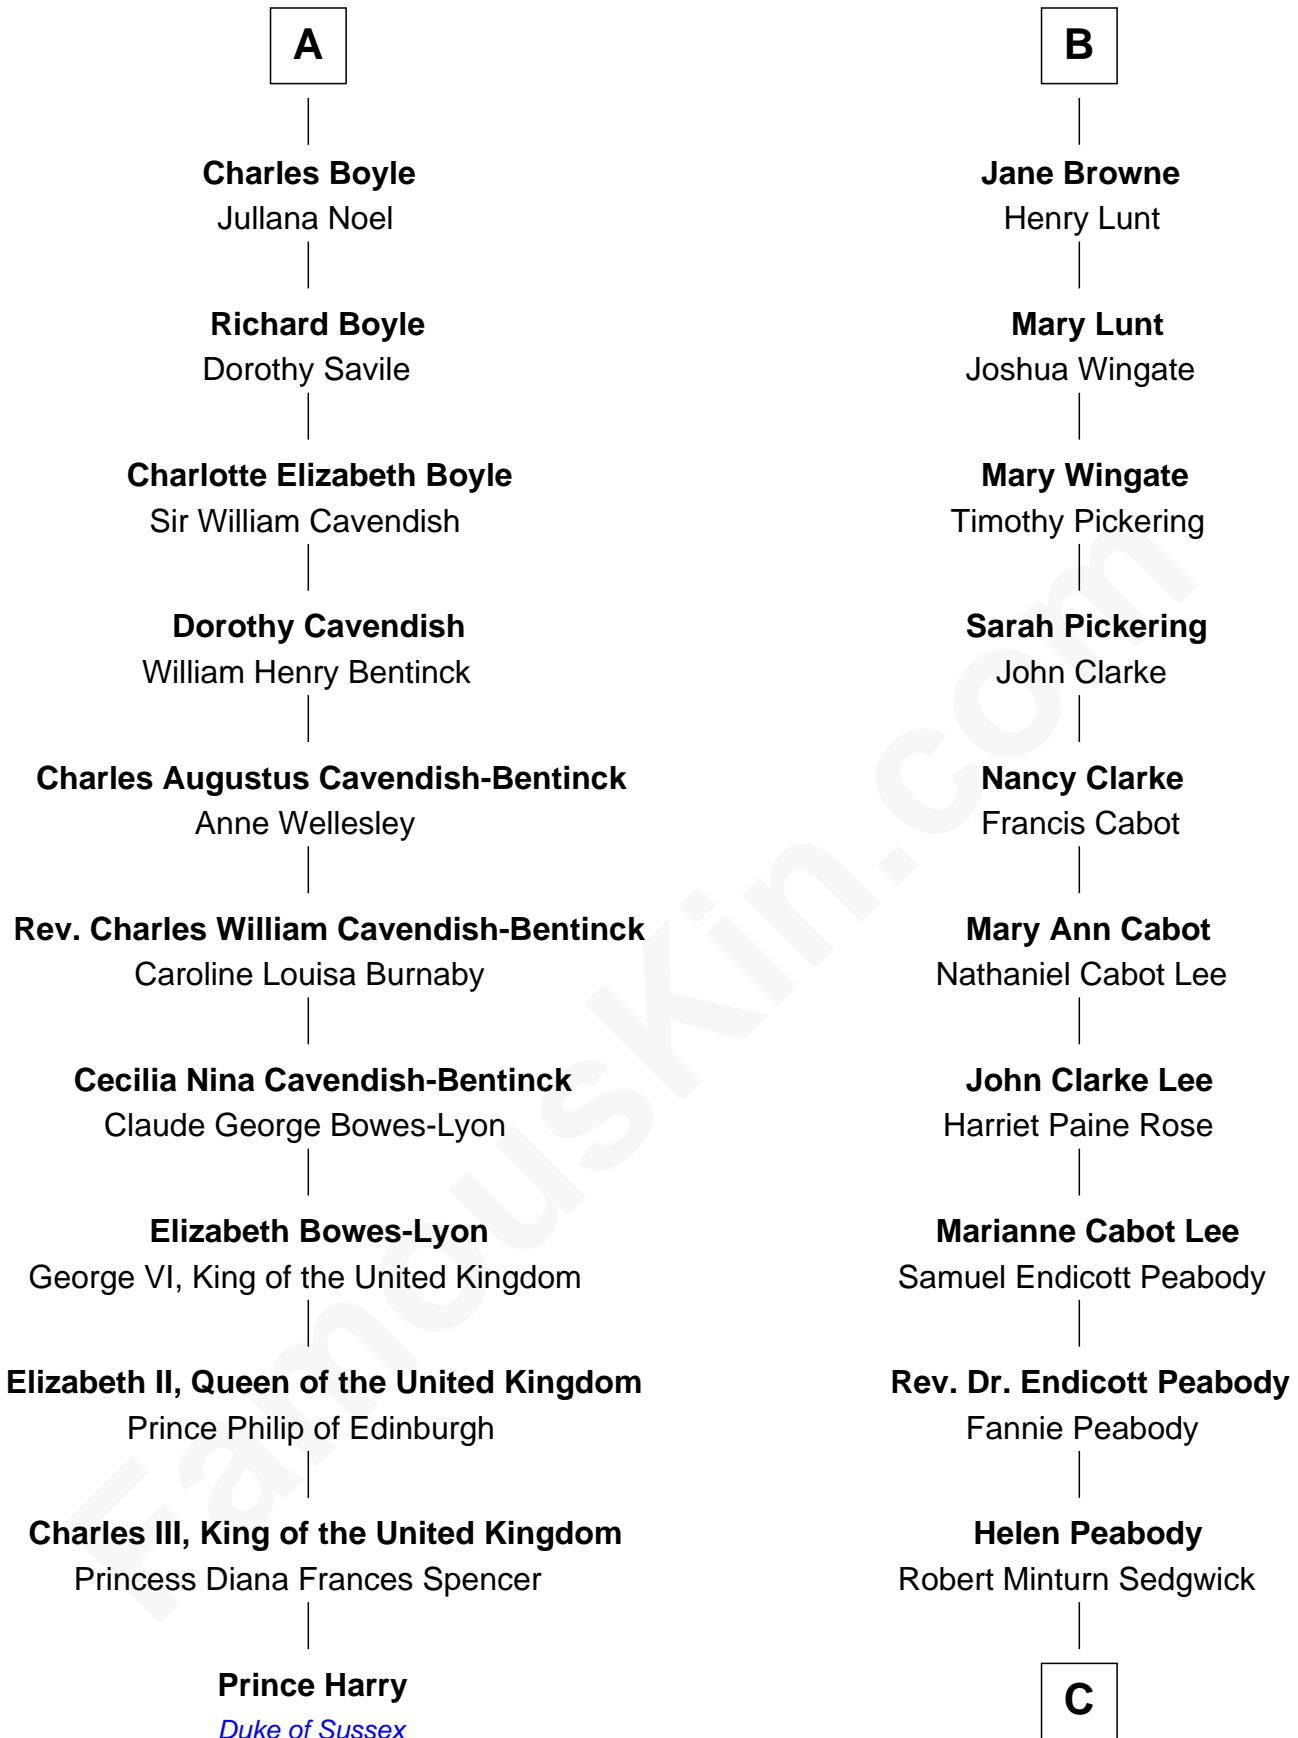 A
Charles Boyle
Jullana Noel
Richard Boyle
Dorothy Savile
Charlotte Elizabeth Boyle
Sir William Cavendish
Dorothy Cavendish
William Henry Bentinck
Charles Augustus Cavendish-Bentinck
Anne Wellesley
Rev. Charles William Cavendish-Bentinck
Caroline Louisa Burnaby
Cecilia Nina Cavendish-Bentinck
Claude George Bowes-Lyon
Elizabeth Bowes-Lyon
George VI, King of the United Kingdom
Elizabeth II, Queen of the United Kingdom
Prince Philip of Edinburgh
Charles III, King of the United Kingdom
Princess Diana Frances Spencer
Prince Harry
Duke of Sussex
B
Jane Browne
Henry Lunt
Mary Lunt
Joshua Wingate
Mary Wingate
Timothy Pickering
Sarah Pickering
John Clarke
Nancy Clarke
Francis Cabot
Mary Ann Cabot
Nathaniel Cabot Lee
John Clarke Lee
Harriet Paine Rose
Marianne Cabot Lee
Samuel Endicott Peabody
Rev. Dr. Endicott Peabody
Fannie Peabody
Helen Peabody
Robert Minturn Sedgwick
C
FamousKin.com